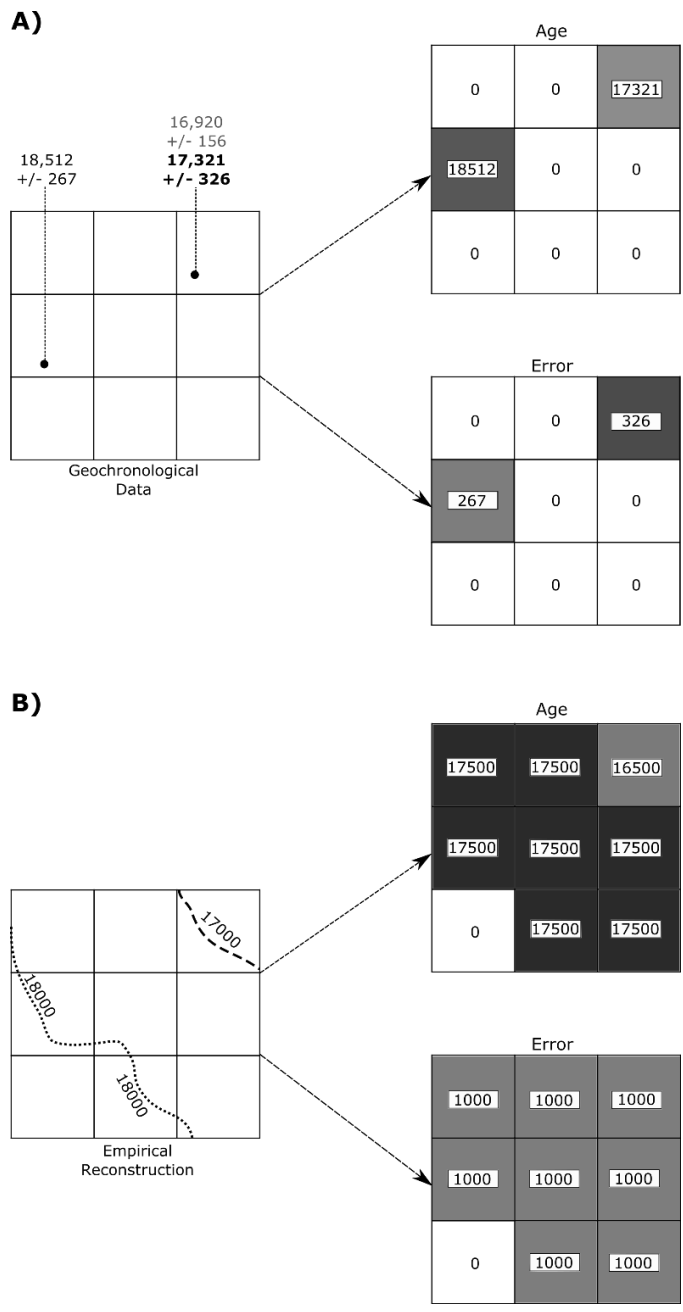 A)
16,920
+/- 156
18,512
+/- 267
17,321
+/- 326
Geochronological
Data
Age
0 0 17321
18512 0 0
0 0 0
Error
0 0 326
267 0 0
0 0 0
B)
17000
18000
18000
Empirical
Reconstruction
Age
17500 17500 16500
17500 17500 17500
0 17500 17500
Error
1000 1000 1000
1000 1000 1000
0 1000 1000